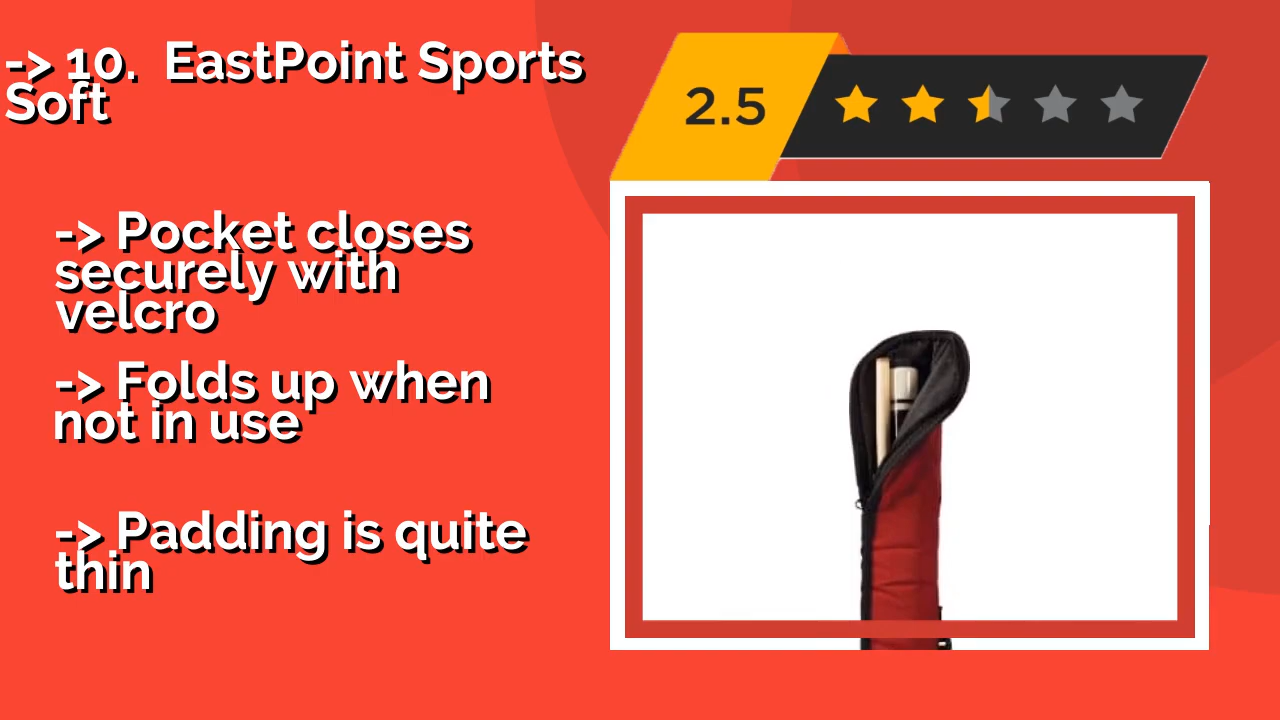 -> 10.  EastPoint Sports
Soft
2.5
-> Pocket closes
securely with
velcro
-> Folds up when
not in use
-> Padding is quite
thin